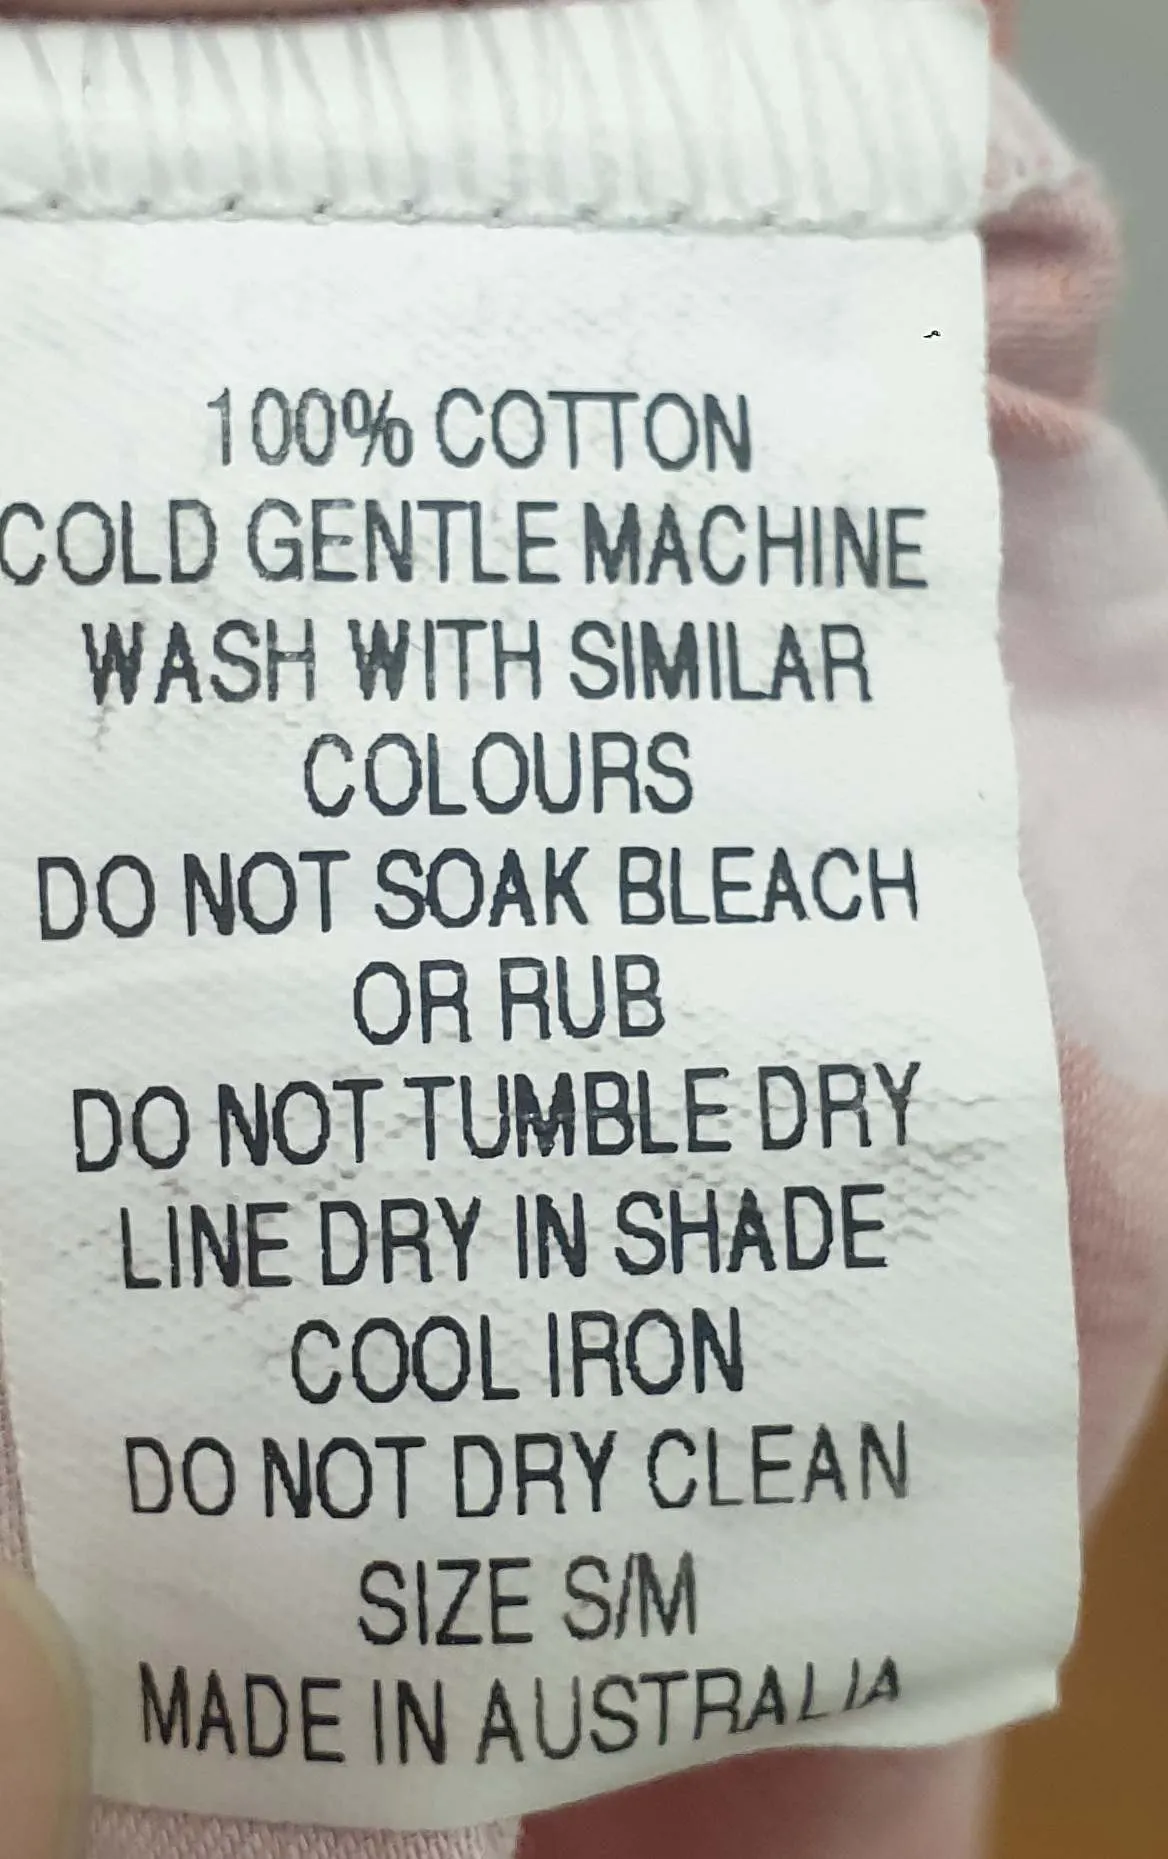 100% COTTON
COLD GENTLE MACHINE
WASH WITH SIMILAR
COLOURS
DO NOT SOAK BLEACH
OR RUB
DO NOT TUMBLE DRY
LINE DRY IN SHADE
COOL IRON
DO NOT DRY CLEAN
SIZE S/M
MADE IN AUSTRALIA